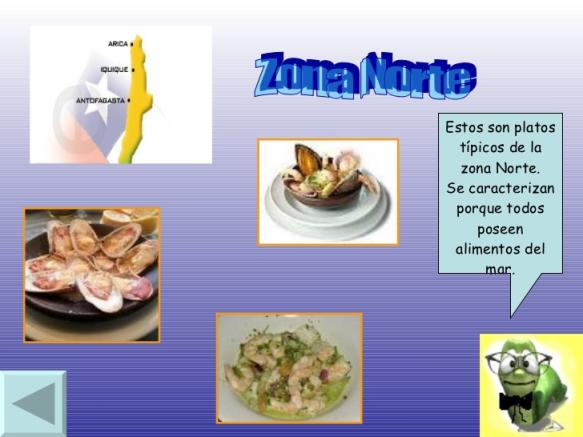 ARICA
IQUIQUE
ANTOFAGASTA
Zona Norte
Estos son platos
típicos de la
zona Norte.
Se caracterizan
porque todos
poseen
alimentos del
mar.